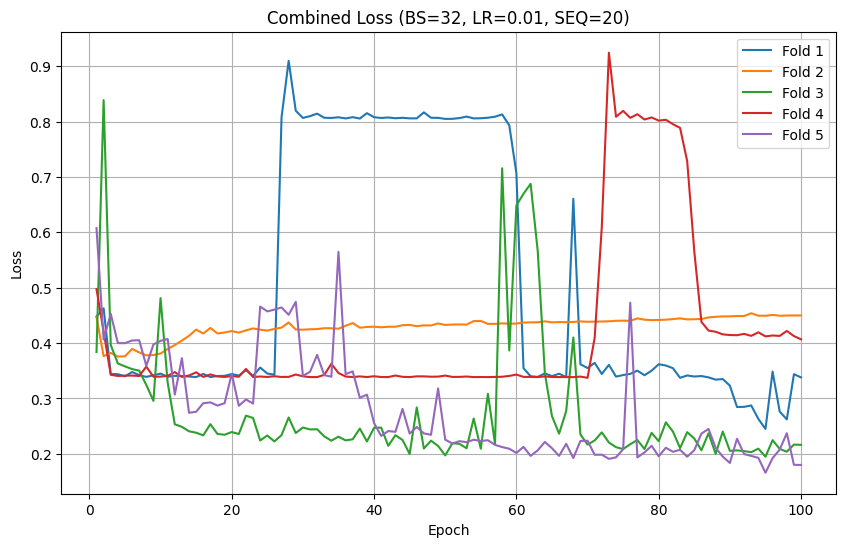 Combined Loss (BS=32, LR=0.01, SEQ=20)
Fold 1
Fold 2
Fold 3
Fold 4
Fold 5
Loss
0.9
0.8
0.7
0.6
0.5
0.4
0.3
0.2
0 20 40 60 80 100
Epoch